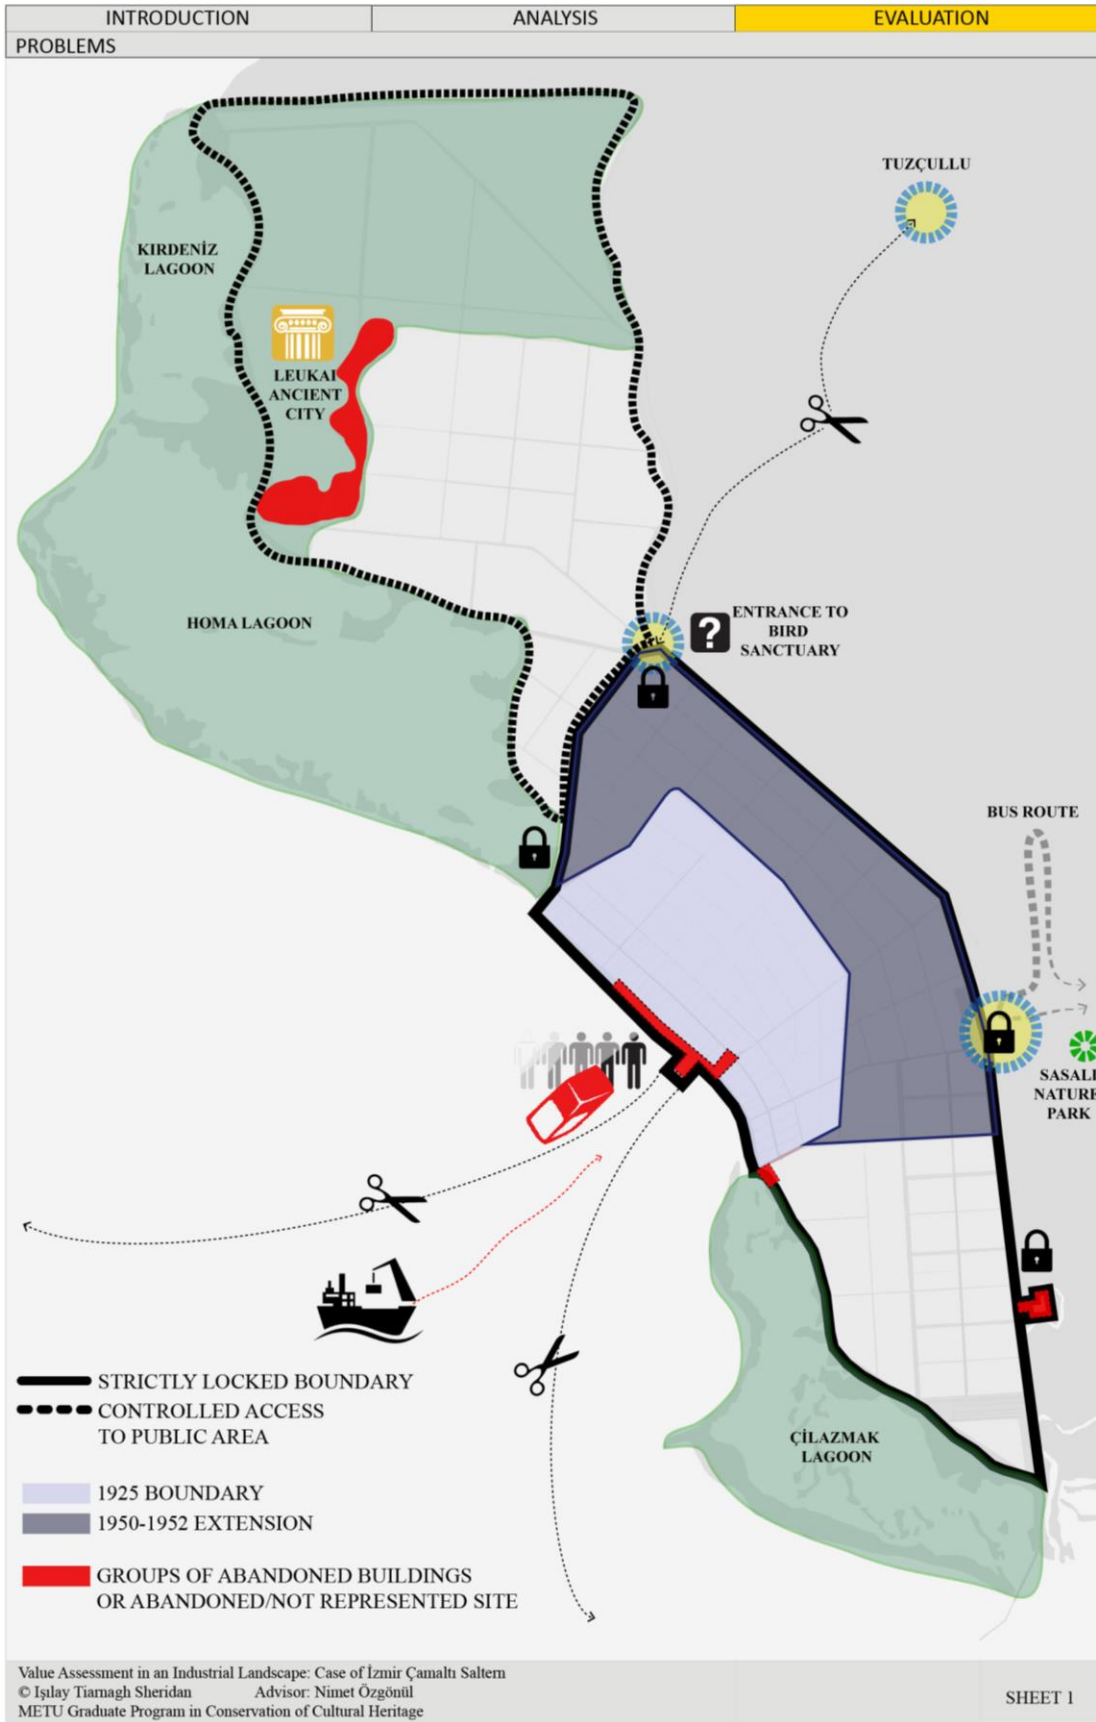 INTRODUCTION
ANALYSIS
EVALUATION
PROBLEMS
TUZÇULLU
KIRDENİZ
LAGOON
LEUKAI
ANCIENT
CITY
HOMA LAGOON
?
ENTRANCE TO
BIRD
SANCTUARY
BUS ROUTE
SASALI
NATURE
PARK
ÇİLAZMAK
LAGOON
STRICTLY LOCKED BOUNDARY
CONTROLLED ACCESS
TO PUBLIC AREA
1925 BOUNDARY
1950-1952 EXTENSION
GROUPS OF ABANDONED BUILDINGS
OR ABANDONED/NOT REPRESENTED SITE
Value Assessment in an Industrial Landscape: Case of İzmir Çamaltı Saltern
© Işılay Tiarnagh Sheridan Advisor: Nimet Özgönül
METU Graduate Program in Conservation of Cultural Heritage
SHEET 1